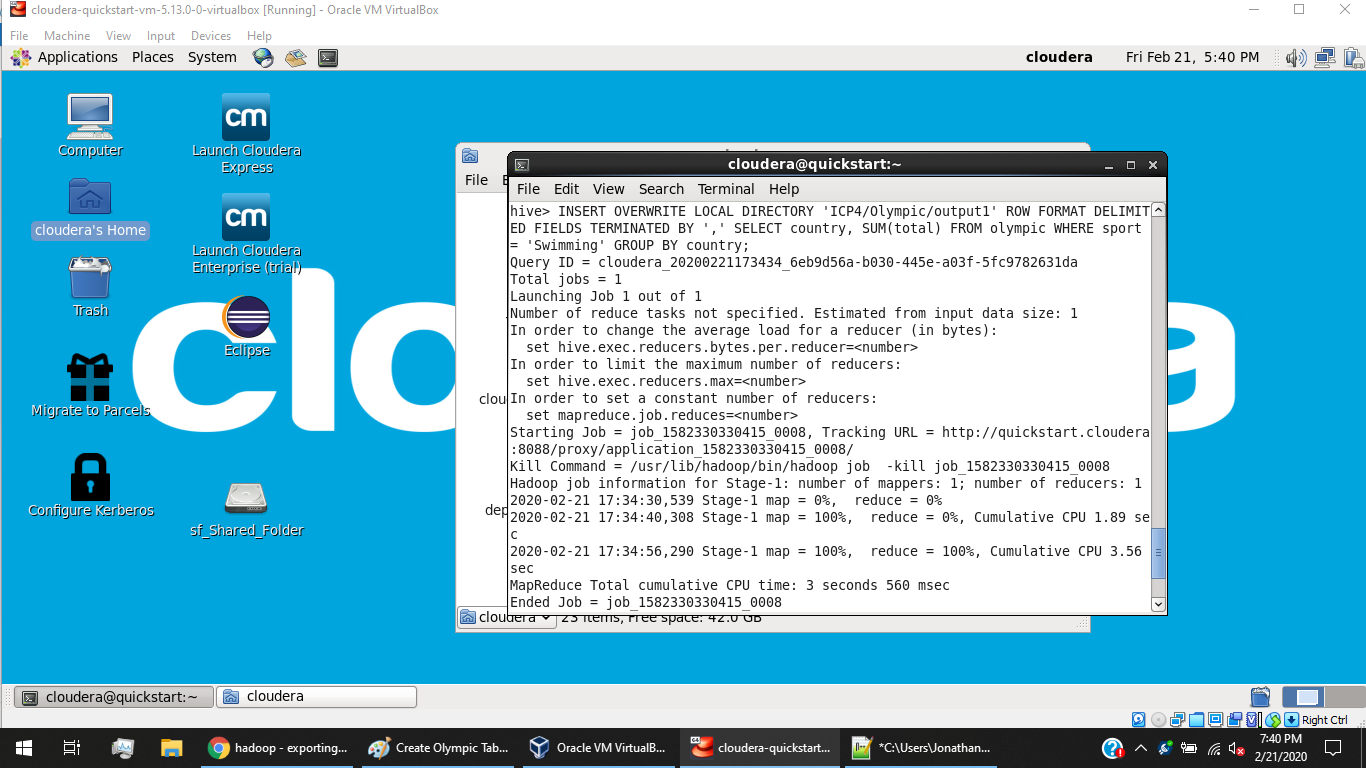 cloudera-quickstart-vm-5.13.0-0-virtualbox [Running] - Oracle VM VirtualBox
File Machine View Input Devices Help
Applications Places System
cloudera Fri Feb 21, 5:40 PM
Computer
cloudera's Home
Trash
Migrate to Parcels
Configure Kerberos
cm
Launch Cloudera
Express
cm
Launch Cloudera
Enterprise (trial)
Eclipse
sf_Shared_Folder
File
cloudera@quickstart:~
File Edit View Search Terminal Help
hive> INSERT OVERWRITE LOCAL DIRECTORY 'ICP4/Olympic/output1' ROW FORMAT DELIMIT
ED FIELDS TERMINATED BY ',' SELECT country, SUM(total) FROM olympic WHERE sport
= 'Swimming' GROUP BY country;
Query ID = cloudera_20200221173434_6eb9d56a-b030-445e-a03f-5fc9782631da
Total jobs = 1
Launching Job 1 out of 1
Number of reduce tasks not specified. Estimated from input data size: 1
In order to change the average load for a reducer (in bytes):
  set hive.exec.reducers.bytes.per.reducer=<number>
In order to limit the maximum number of reducers:
  set hive.exec.reducers.max=<number>
In order to set a constant number of reducers:
  set mapreduce.job.reduces=<number>
Starting Job = job_1582330330415_0008, Tracking URL = http://quickstart.cloudera
:8088/proxy/application_1582330330415_0008/
Kill Command = /usr/lib/hadoop/bin/hadoop job  -kill job_1582330330415_0008
Hadoop job information for Stage-1: number of mappers: 1; number of reducers: 1
2020-02-21 17:34:30,539 Stage-1 map = 0%,  reduce = 0%
2020-02-21 17:34:40,308 Stage-1 map = 100%,  reduce = 0%, Cumulative CPU 1.89 se
c
2020-02-21 17:34:56,290 Stage-1 map = 100%,  reduce = 100%, Cumulative CPU 3.56
sec
MapReduce Total cumulative CPU time: 3 seconds 560 msec
Ended Job = job_1582330330415_0008
clou
dep
cloudera 23 items, Free space: 42.0 GB
cloudera@quickstart:~ cloudera
Right Ctrl
hadoop - exporting... Create Olympic Tab... Oracle VM VirtualB... cloudera-quickstart... *C:\Users\Jonathan...
7:40 PM
2/21/2020